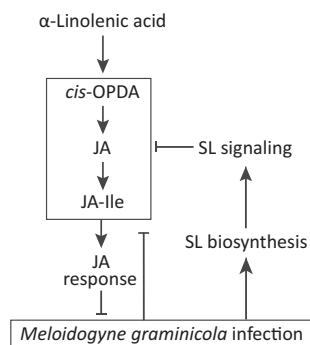 α-Linolenic acid
cis-OPDA
JA
SL signaling
JA-Ile
SL biosynthesis
JA
response
Meloidogyne graminicola infection